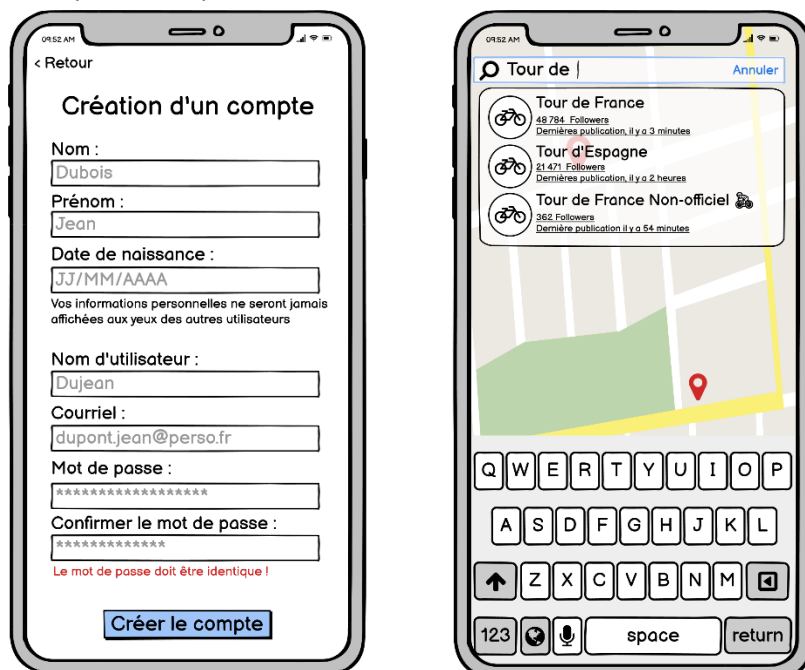 09:52 AM
< Retour
Création d'un compte
Nom :
Dubois
Prénom :
Jean
Date de naissance :
JJ/MM/AAAA
Vos informations personnelles ne seront jamais
affichées aux yeux des autres utilisateurs
Nom d'utilisateur :
Dujean
Courriel :
dupont.jean@perso.fr
Mot de passe :
******************
Confirmer le mot de passe :
*************
Le mot de passe doit être identique !
Créer le compte
09:52 AM
Tour de |
Annuler
Tour de France
48 784 Followers
Dernières publication, il y a 3 minutes
Tour d'Espagne
21 471 Followers
Dernières publication, il y a 2 heures
Tour de France Non-officiel
362 Followers
Dernière publication il y a 54 minutes
Q W E R T Y U I O P
A S D F G H J K L
Z X C V B N M
123 space return